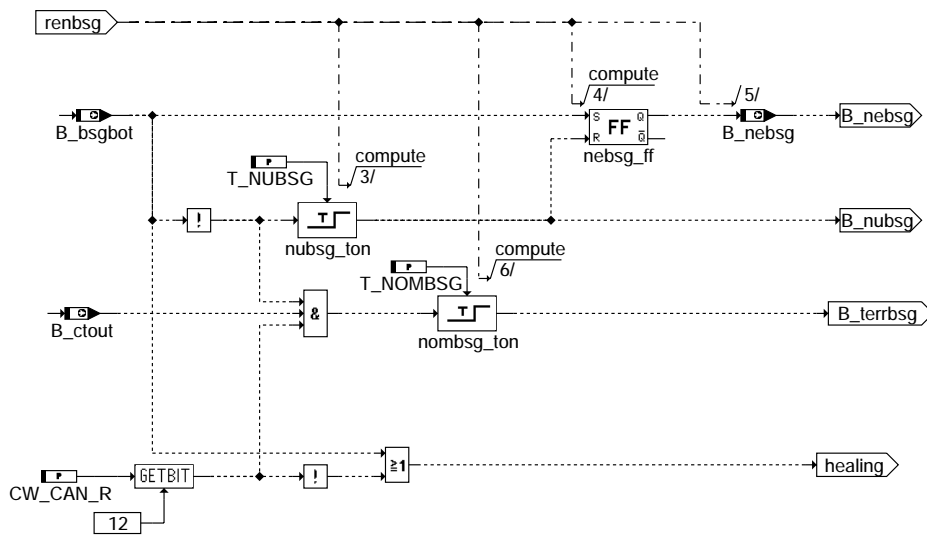 renbsg
compute
4/
5/
B_bsgbot
S
Q
FF
R
Q
nebsg_ff
B_nebsg
B_nebsg
compute
3/
P
T_NUBSG
!
T
nubsg_ton
B_nubsg
compute
6/
P
T_NOMBSG
T
nombsg_ton
B_ctout
&
B_terrbsg
≥1
healing
P
CW_CAN_R
GETBIT
!
12